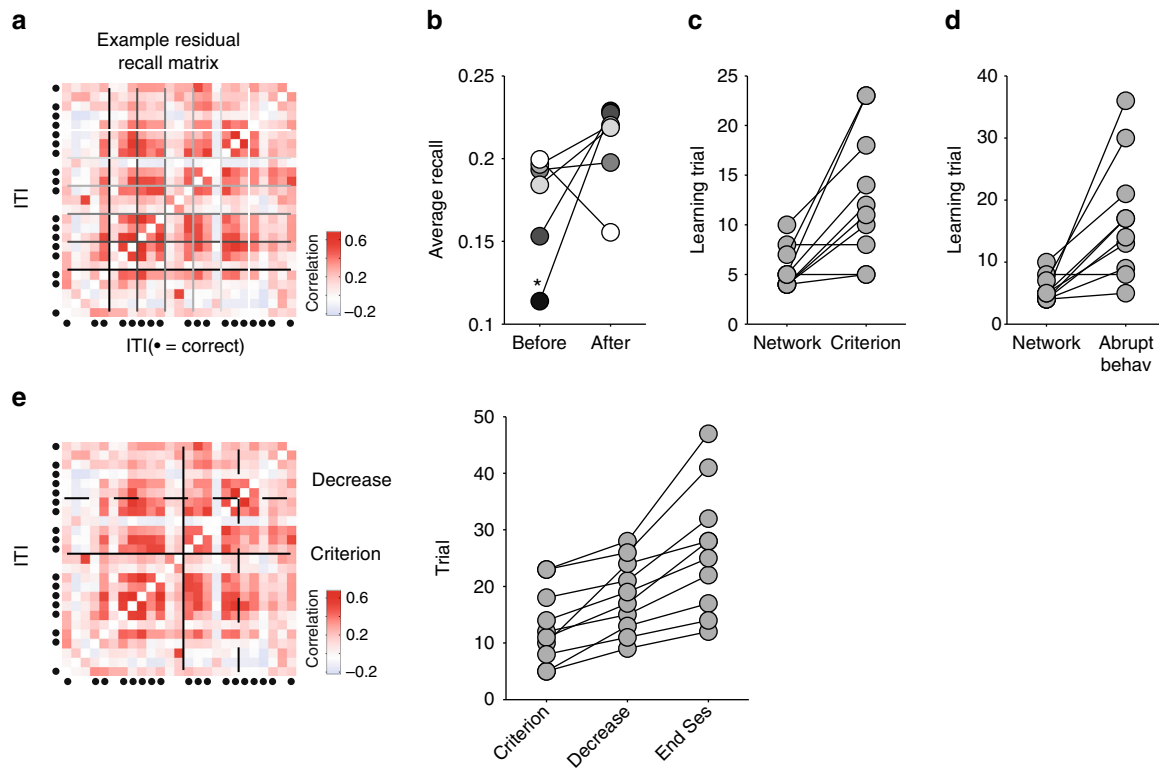 a
Example residual
recall matrix
ITI
Correlation
0.6
0.2
−0.2
ITI(• = correct)
b
Average recall
0.25
0.2
0.15
0.1
*
Before
After
c
Learning trial
25
20
15
10
5
0
Network
Criterion
d
Learning trial
40
30
20
10
0
Network
Abrupt
behav
e
ITI
Decrease
Criterion
Correlation
0.6
0.2
−0.2
Trial
50
40
30
20
10
0
Criterion
Decrease
End Ses